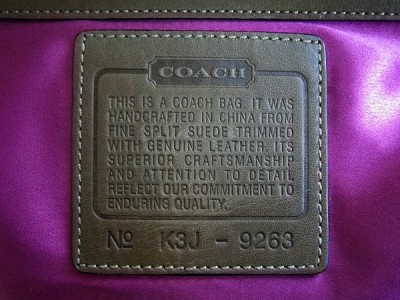 COACH
THIS IS A COACH BAG. IT WAS
HANDCRAFTED IN CHINA FROM
FINE SPLIT SUEDE TRIMMED
WITH GENUINE LEATHER. ITS
SUPERIOR CRAFTSMANSHIP
AND ATTENTION TO DETAIL
REFLECT OUR COMMITMENT TO
ENDURING QUALITY.
No K3J - 9263